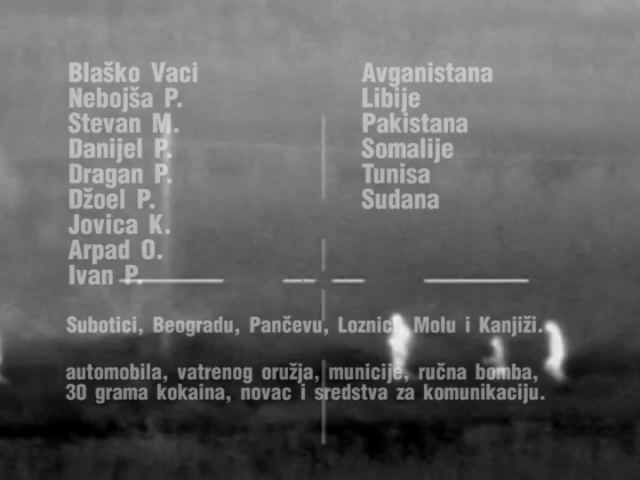 Blaško Vaci
Nebojša P.
Stevan M.
Danijel P.
Dragan P.
Džoel P.
Jovica K.
Arpad O.
Ivan P.
Avganistana
Libije
Pakistana
Somalije
Tunisa
Sudana
Subotici, Beogradu, Pančevu, Loznici, Molu i Kanjiži.
automobila, vatrenog oružja, municije, ručna bomba,
30 grama kokaina, novac i sredstva za komunikaciju.